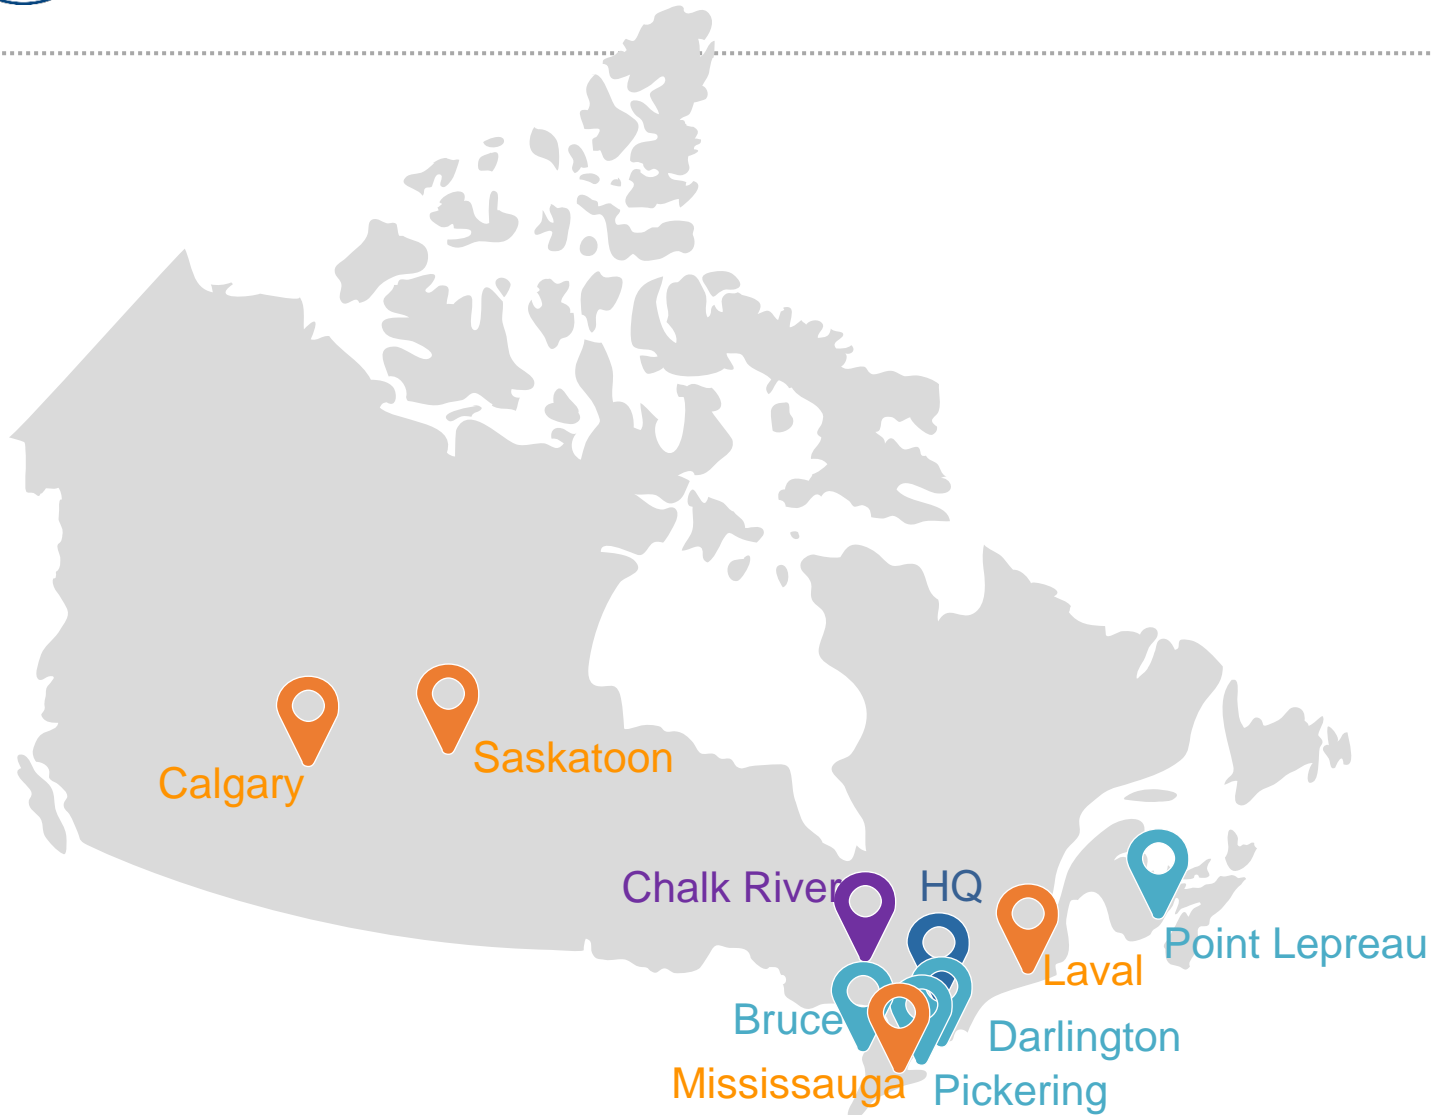 Saskatoon
Calgary
Chalk River
HQ
Point Lepreau
Laval
Bruce
Darlington
Mississauga
Pickering